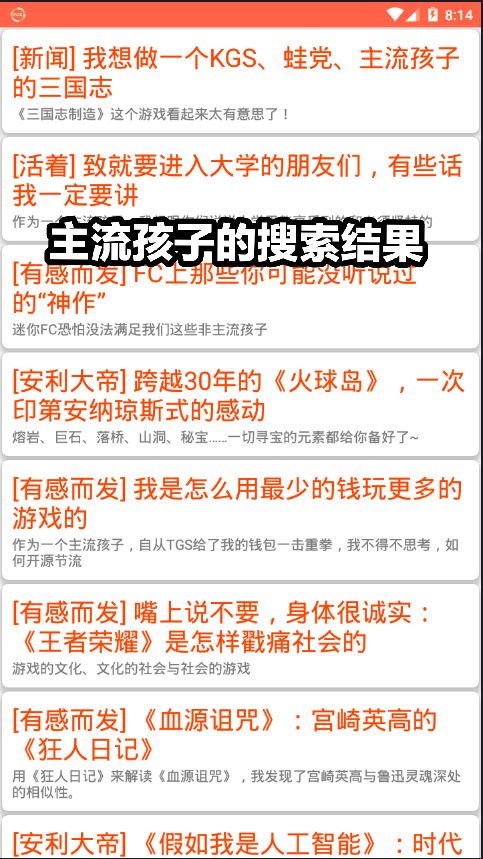 8:14
[新闻] 我想做一个KGS、蛙党、主流孩子
的三国志
《三国志制造》这个游戏看起来太有意思了！
[活着] 致就要进入大学的朋友们，有些话
我一定要讲
主流孩子的搜索结果
[有感而发] FC上那些你可能没听说过
的“神作”
迷你FC恐怕没法满足我们这些非主流孩子
[安利大帝] 跨越30年的《火球岛》，一次
印第安纳琼斯式的感动
熔岩、巨石、落桥、山洞、秘宝......一切寻宝的元素都给你备好了~
[有感而发] 我是怎么用最少的钱玩更多的
游戏的
作为一个主流孩子，自从TGS给了我的钱包一击重拳，我不得不思考，如
何开源节流
[有感而发] 嘴上说不要，身体很诚实：
《王者荣耀》是怎样戳痛社会的
游戏的文化、文化的社会与社会的游戏
[有感而发] 《血源诅咒》：宫崎英高的
《狂人日记》
用《狂人日记》来解读《血源诅咒》，我发现了宫崎英高与鲁迅灵魂深处
的相似性。
[安利大帝] 《假如我是人工智能》：时代